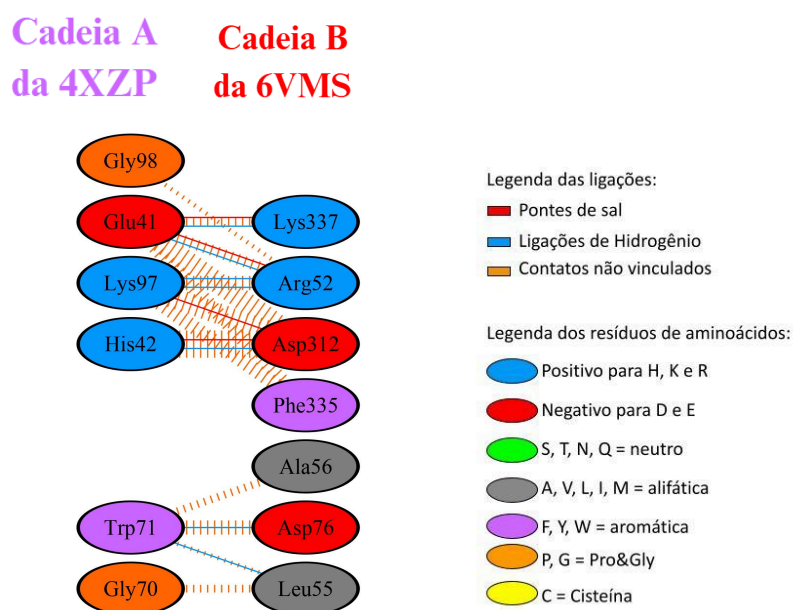 Cadeia A
da 4XZP
Cadeia B
da 6VMS
Gly98
Glu41
Lys337
Lys97
Arg52
His42
Asp312
Phe335
Ala56
Trp71
Asp76
Gly70
Leu55
Legenda das ligações:
Pontes de sal
Ligações de Hidrogênio
Contatos não vinculados
Legenda dos resíduos de aminoácidos:
Positivo para H, K e R
Negativo para D e E
S, T, N, Q = neutro
A, V, L, I, M = alifática
F, Y, W = aromática
P, G = Pro&Gly
C = Cisteína